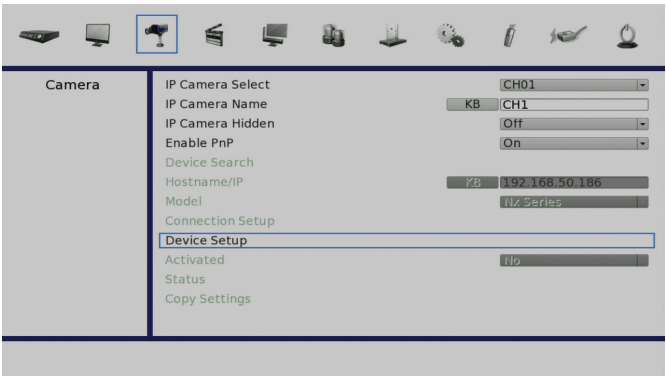 Camera
IP Camera Select CH01
IP Camera Name KB CH1
IP Camera Hidden Off
Enable PnP On
Device Search
Hostname/IP KB 192.168.50.186
Model Nx Series
Connection Setup
Device Setup
Activated No
Status
Copy Settings